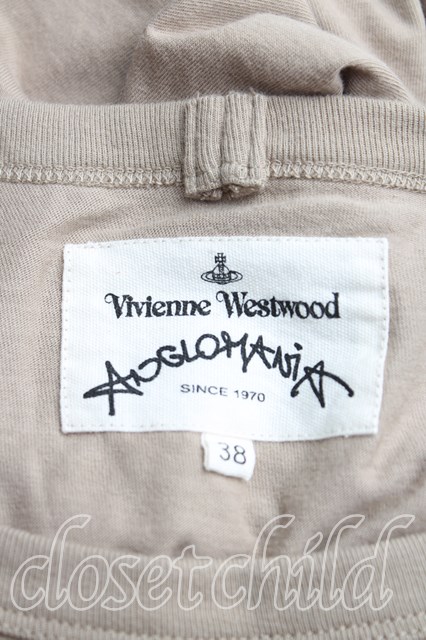 Vivienne Westwood
ANGLOMANIA
SINCE 1970
38
closetchild